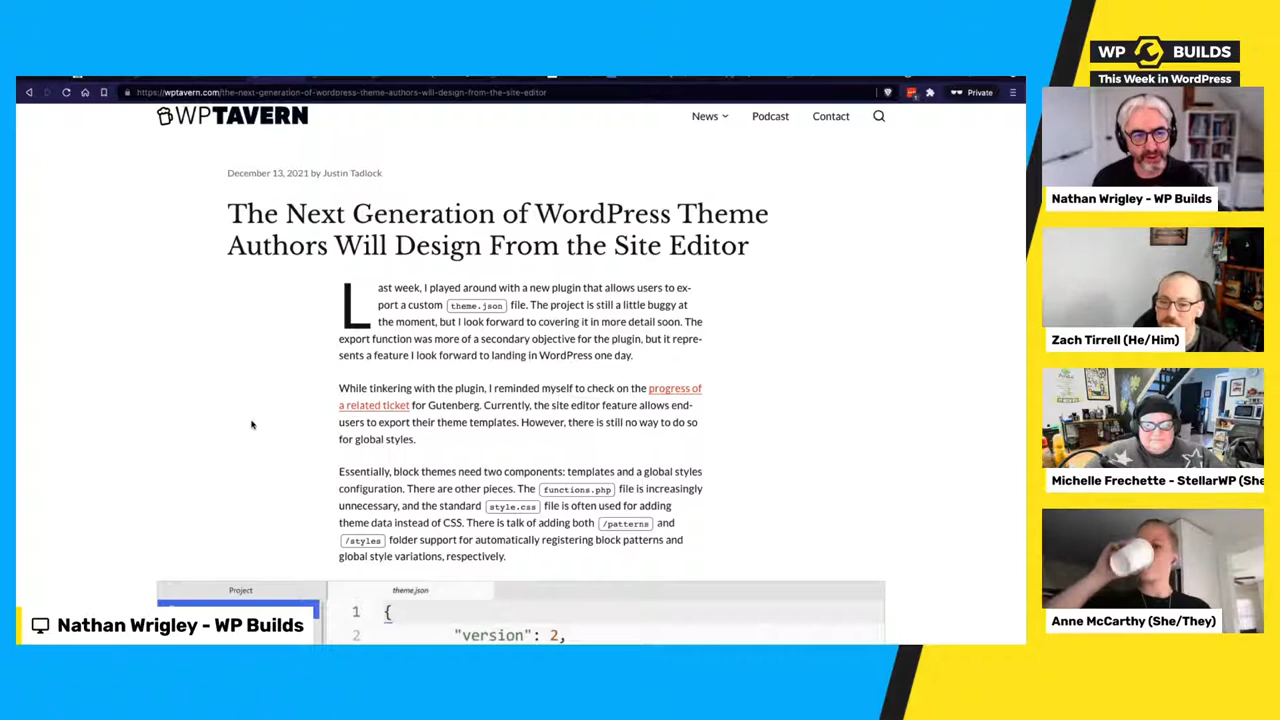 WP BUILDS
This Week in WordPress
https://wptavern.com/the-next-generation-of-wordpress-theme-authors-will-design-from-the-site-editor
Private
WPTAVERN
News
Podcast
Contact
December 13, 2021 by Justin Tadlock
The Next Generation of WordPress Theme
Authors Will Design From the Site Editor
Last week, I played around with a new plugin that allows users to ex-
port a custom theme.json file. The project is still a little buggy at
the moment, but I look forward to covering it in more detail soon. The
export function was more of a secondary objective for the plugin, but it repre-
sents a feature I look forward to landing in WordPress one day.
While tinkering with the plugin, I reminded myself to check on the progress of
a related ticket for Gutenberg. Currently, the site editor feature allows end-
users to export their theme templates. However, there is still no way to do so
for global styles.
Essentially, block themes need two components: templates and a global styles
configuration. There are other pieces. The functions.php file is increasingly
unnecessary, and the standard style.css file is often used for adding
theme data instead of CSS. There is talk of adding both /patterns and
/styles folder support for automatically registering block patterns and
global style variations, respectively.
Project
theme.json
1 {
2 "version": 2,
Nathan Wrigley - WP Builds
Nathan Wrigley - WP Builds
Zach Tirrell (He/Him)
Michelle Frechette - StellarWP (She
Anne McCarthy (She/They)